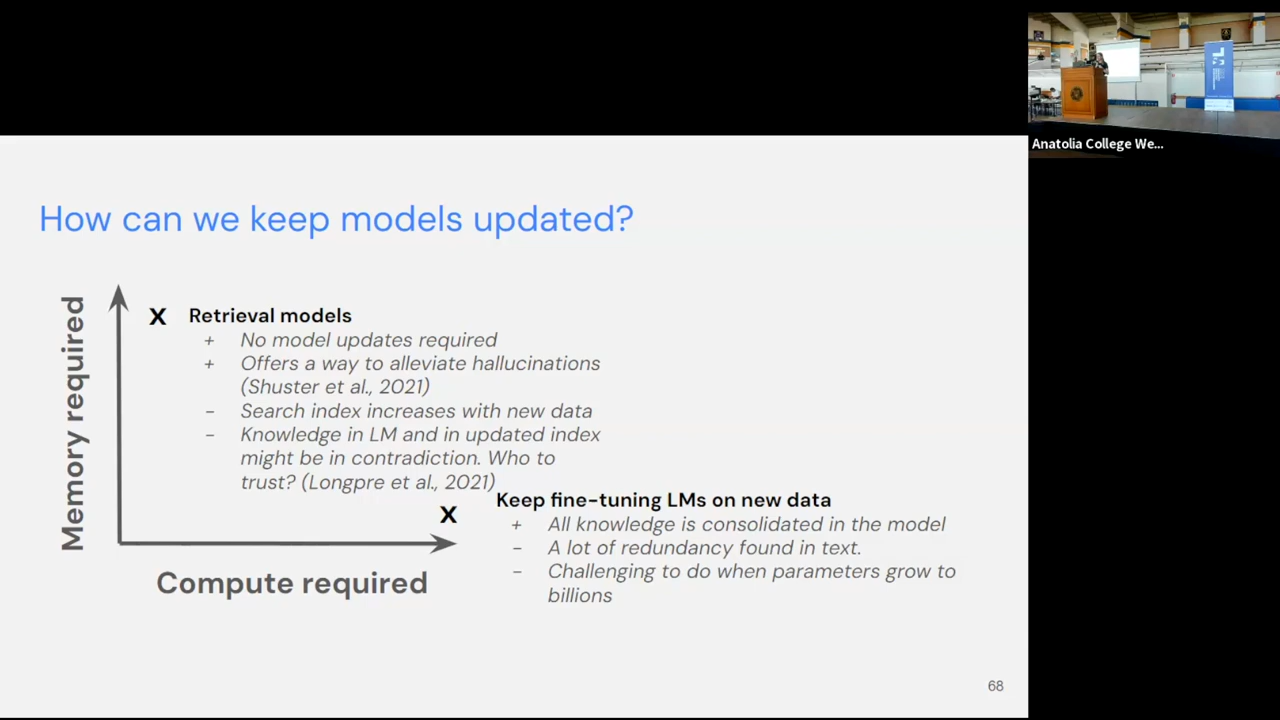 How can we keep models updated?
Memory required
X
Retrieval models
+ No model updates required
+ Offers a way to alleviate hallucinations
(Shuster et al., 2021)
- Search index increases with new data
- Knowledge in LM and in updated index
might be in contradiction. Who to
trust? (Longpre et al., 2021)
X
Keep fine-tuning LMs on new data
+ All knowledge is consolidated in the model
- A lot of redundancy found in text.
- Challenging to do when parameters grow to
billions
Compute required
68
Anatolia College We...